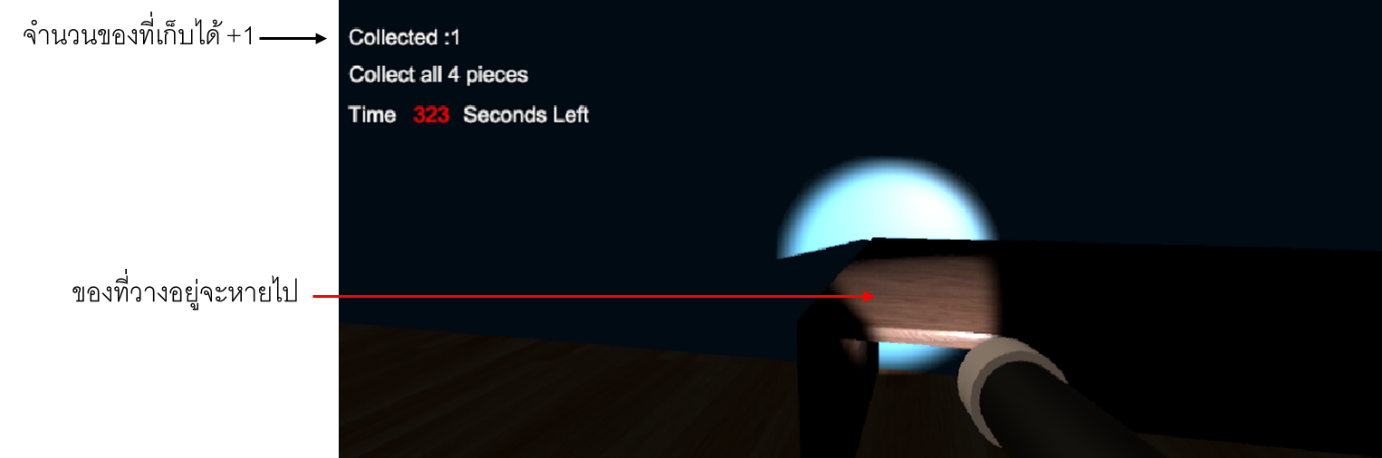 จำนวนของที่เก็บได้ +1
Collected :1
Collect all 4 pieces
Time 323 Seconds Left
ของที่วางอยู่จะหายไป